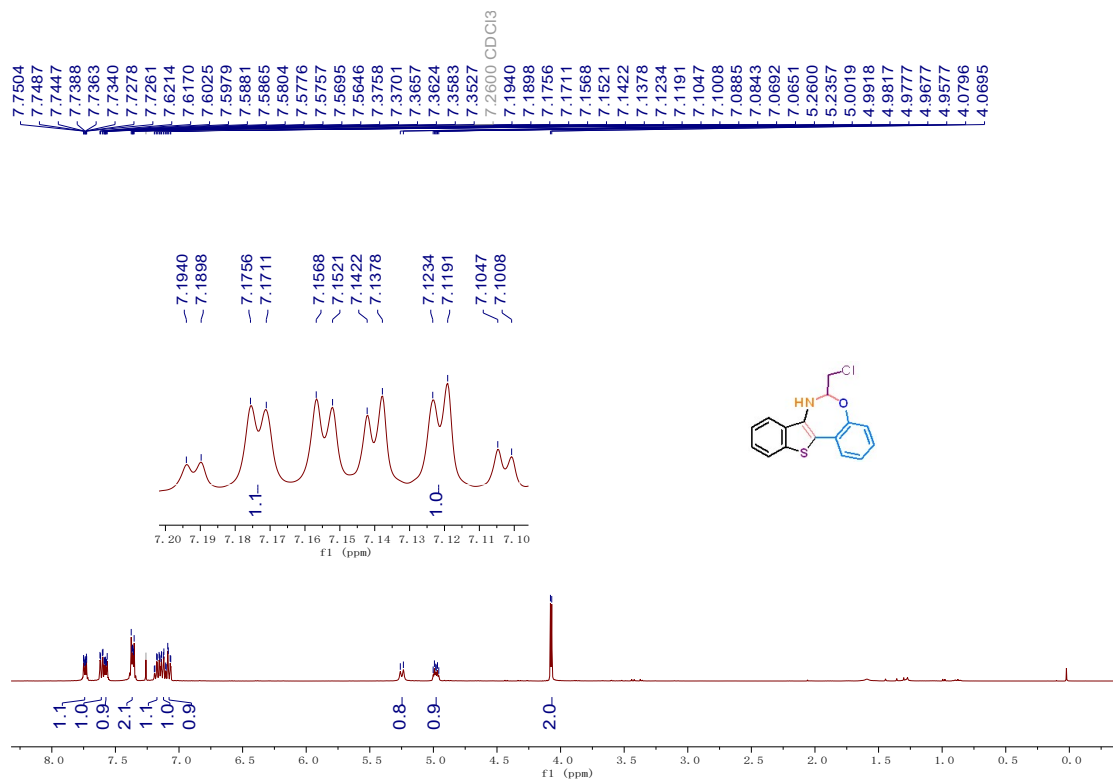 7.7504 7.7487 7.7447 7.7388 7.7363 7.7340 7.7278 7.7261 7.6214 7.6170 7.6025 7.5979 7.5881 7.5865 7.5804 7.5776 7.5757 7.5695 7.5646 7.3758 7.3701 7.3657 7.3624 7.3583 7.3527 7.2600 CDCl3 7.1940 7.1898 7.1756 7.1711 7.1568 7.1521 7.1422 7.1378 7.1234 7.1191 7.1047 7.1008 7.0885 7.0843 7.0692 7.0651 5.2600 5.2357 5.0019 4.9918 4.9817 4.9777 4.9677 4.9577 4.0796 4.0695
7.1940 7.1898 7.1756 7.1711 7.1568 7.1521 7.1422 7.1378 7.1234 7.1191 7.1047 7.1008
Cl
HN O
S
1.1 1.0
7.20 7.19 7.18 7.17 7.16 7.15 7.14 7.13 7.12 7.11 7.10
f1 (ppm)
1.1 1.0 0.9 2.1 1.1 1.0 0.9 0.8 0.9 2.0
8.0 7.5 7.0 6.5 6.0 5.5 5.0 4.5 4.0 3.5 3.0 2.5 2.0 1.5 1.0 0.5 0.0
f1 (ppm)